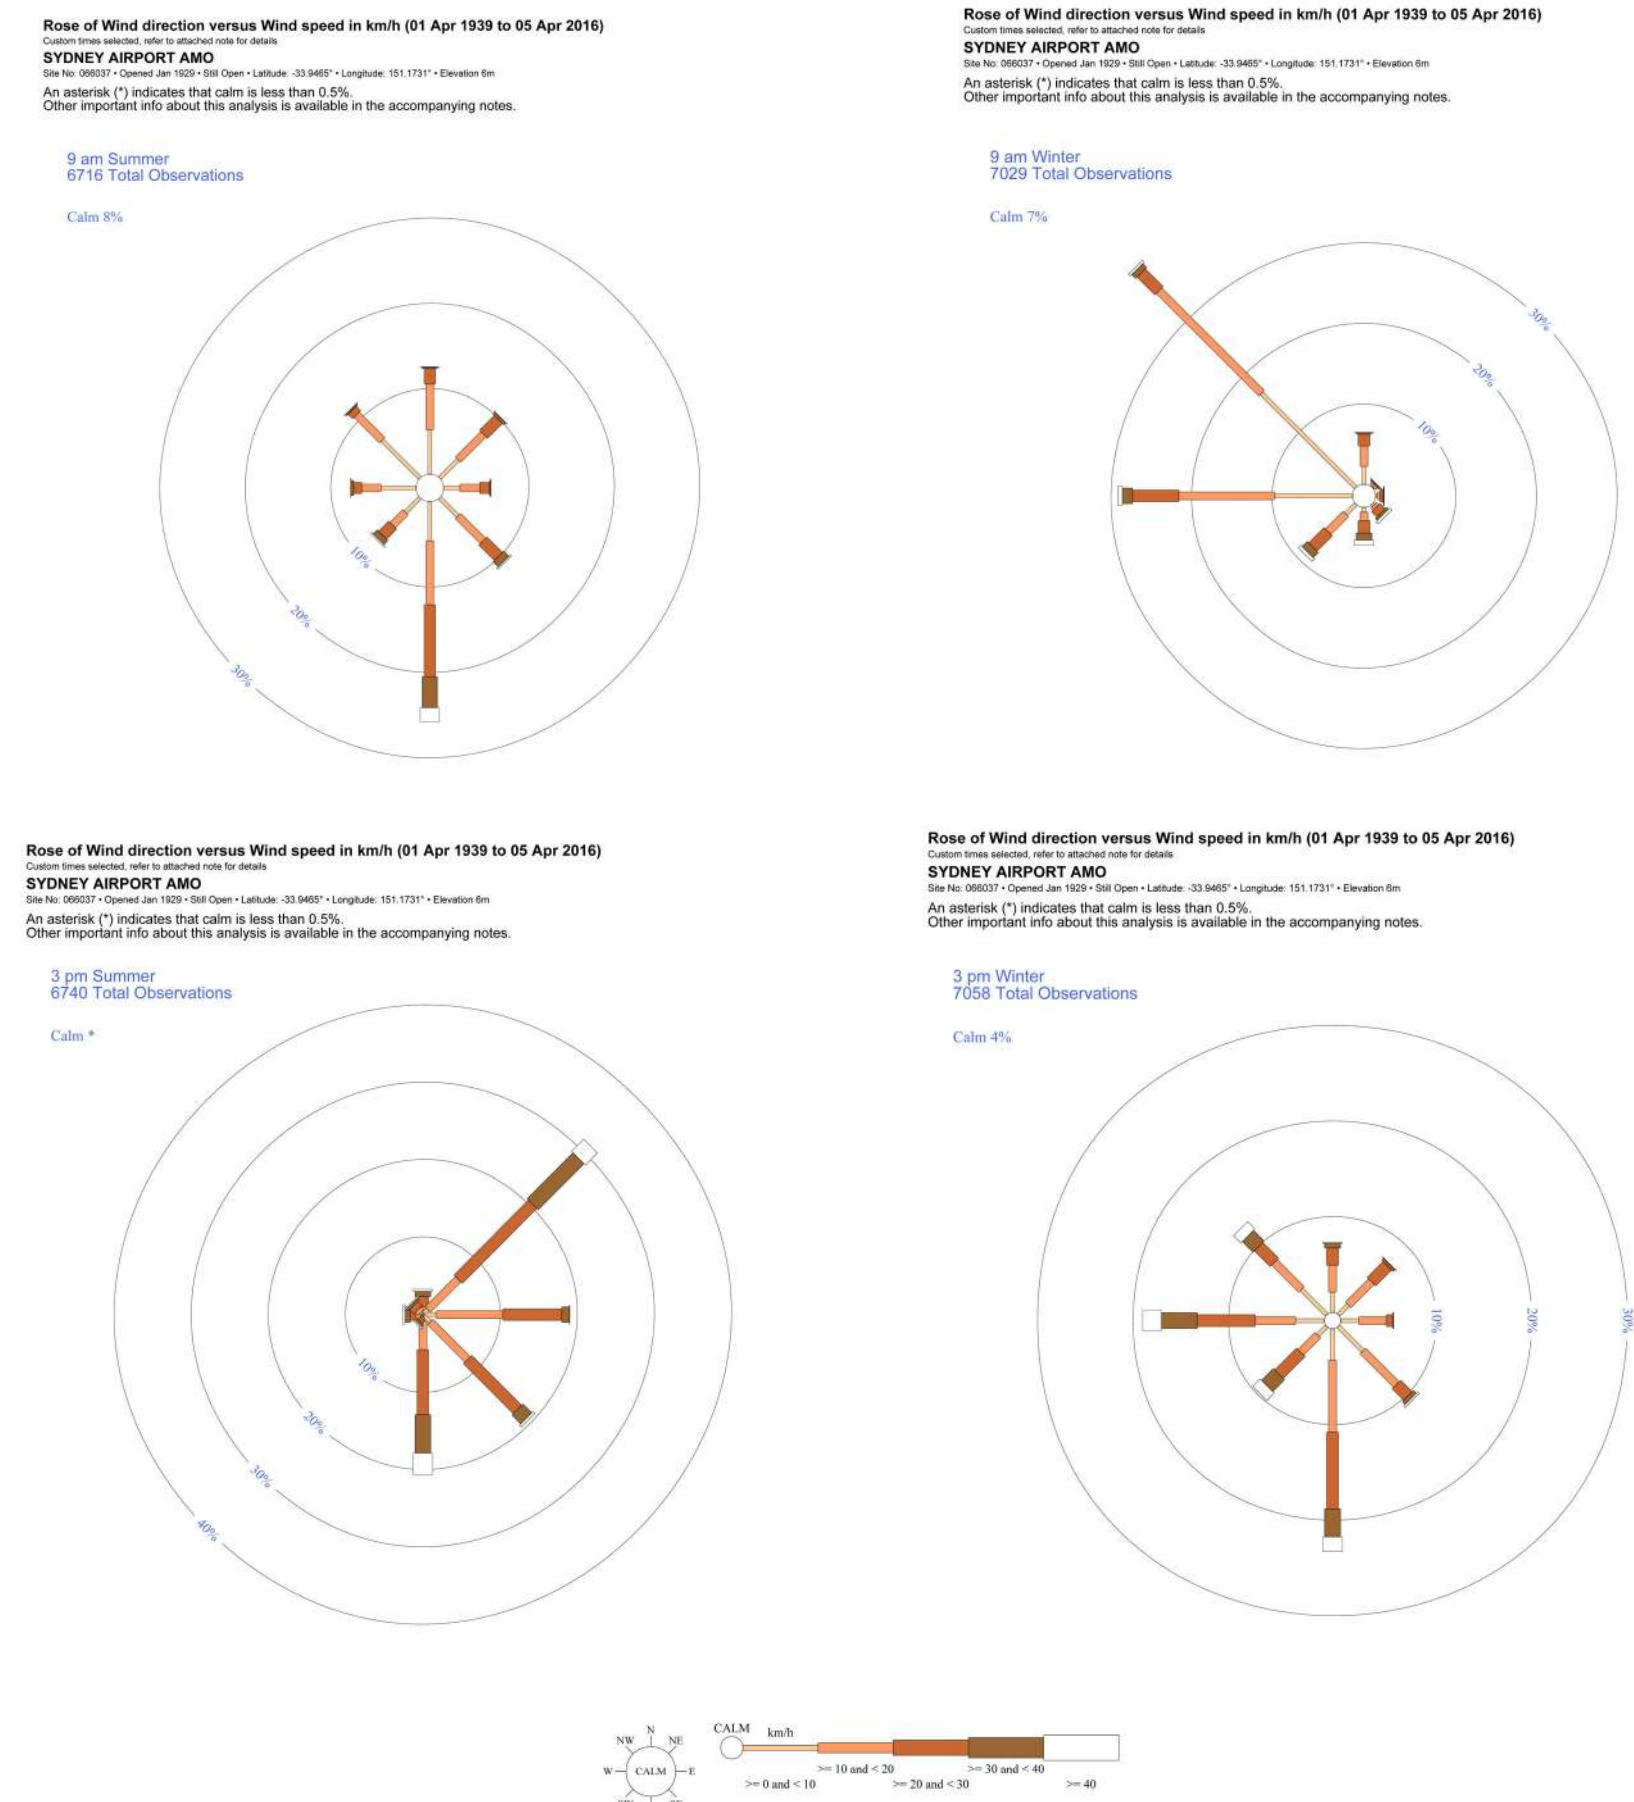 Rose of Wind direction versus Wind speed in km/h (01 Apr 1939 to 05 Apr 2016)
Custom times selected, refer to attached note for details
SYDNEY AIRPORT AMO
Site No: 066037 • Opened Jan 1929 • Still Open • Latitude: -33.9465° • Longitude: 151.1731° • Elevation 6m
An asterisk (*) indicates that calm is less than 0.5%.
Other important info about this analysis is available in the accompanying notes.
9 am Summer
6716 Total Observations
Calm 8%
10%
20%
30%
Rose of Wind direction versus Wind speed in km/h (01 Apr 1939 to 05 Apr 2016)
Custom times selected, refer to attached note for details
SYDNEY AIRPORT AMO
Site No: 066037 • Opened Jan 1929 • Still Open • Latitude: -33.9465° • Longitude: 151.1731° • Elevation 6m
An asterisk (*) indicates that calm is less than 0.5%.
Other important info about this analysis is available in the accompanying notes.
9 am Winter
7029 Total Observations
Calm 7%
30%
20%
10%
Rose of Wind direction versus Wind speed in km/h (01 Apr 1939 to 05 Apr 2016)
Custom times selected, refer to attached note for details
SYDNEY AIRPORT AMO
Site No: 066037 • Opened Jan 1929 • Still Open • Latitude: -33.9465° • Longitude: 151.1731° • Elevation 6m
An asterisk (*) indicates that calm is less than 0.5%.
Other important info about this analysis is available in the accompanying notes.
3 pm Summer
6740 Total Observations
Calm *
10%
20%
30%
40%
Rose of Wind direction versus Wind speed in km/h (01 Apr 1939 to 05 Apr 2016)
Custom times selected, refer to attached note for details
SYDNEY AIRPORT AMO
Site No: 066037 • Opened Jan 1929 • Still Open • Latitude: -33.9465° • Longitude: 151.1731° • Elevation 6m
An asterisk (*) indicates that calm is less than 0.5%.
Other important info about this analysis is available in the accompanying notes.
3 pm Winter
7058 Total Observations
Calm 4%
10%
20%
30%
N
NW NE
W CALM E
CALM km/h
>= 10 and < 20 >= 30 and < 40
>= 0 and < 10 >= 20 and < 30 >= 40